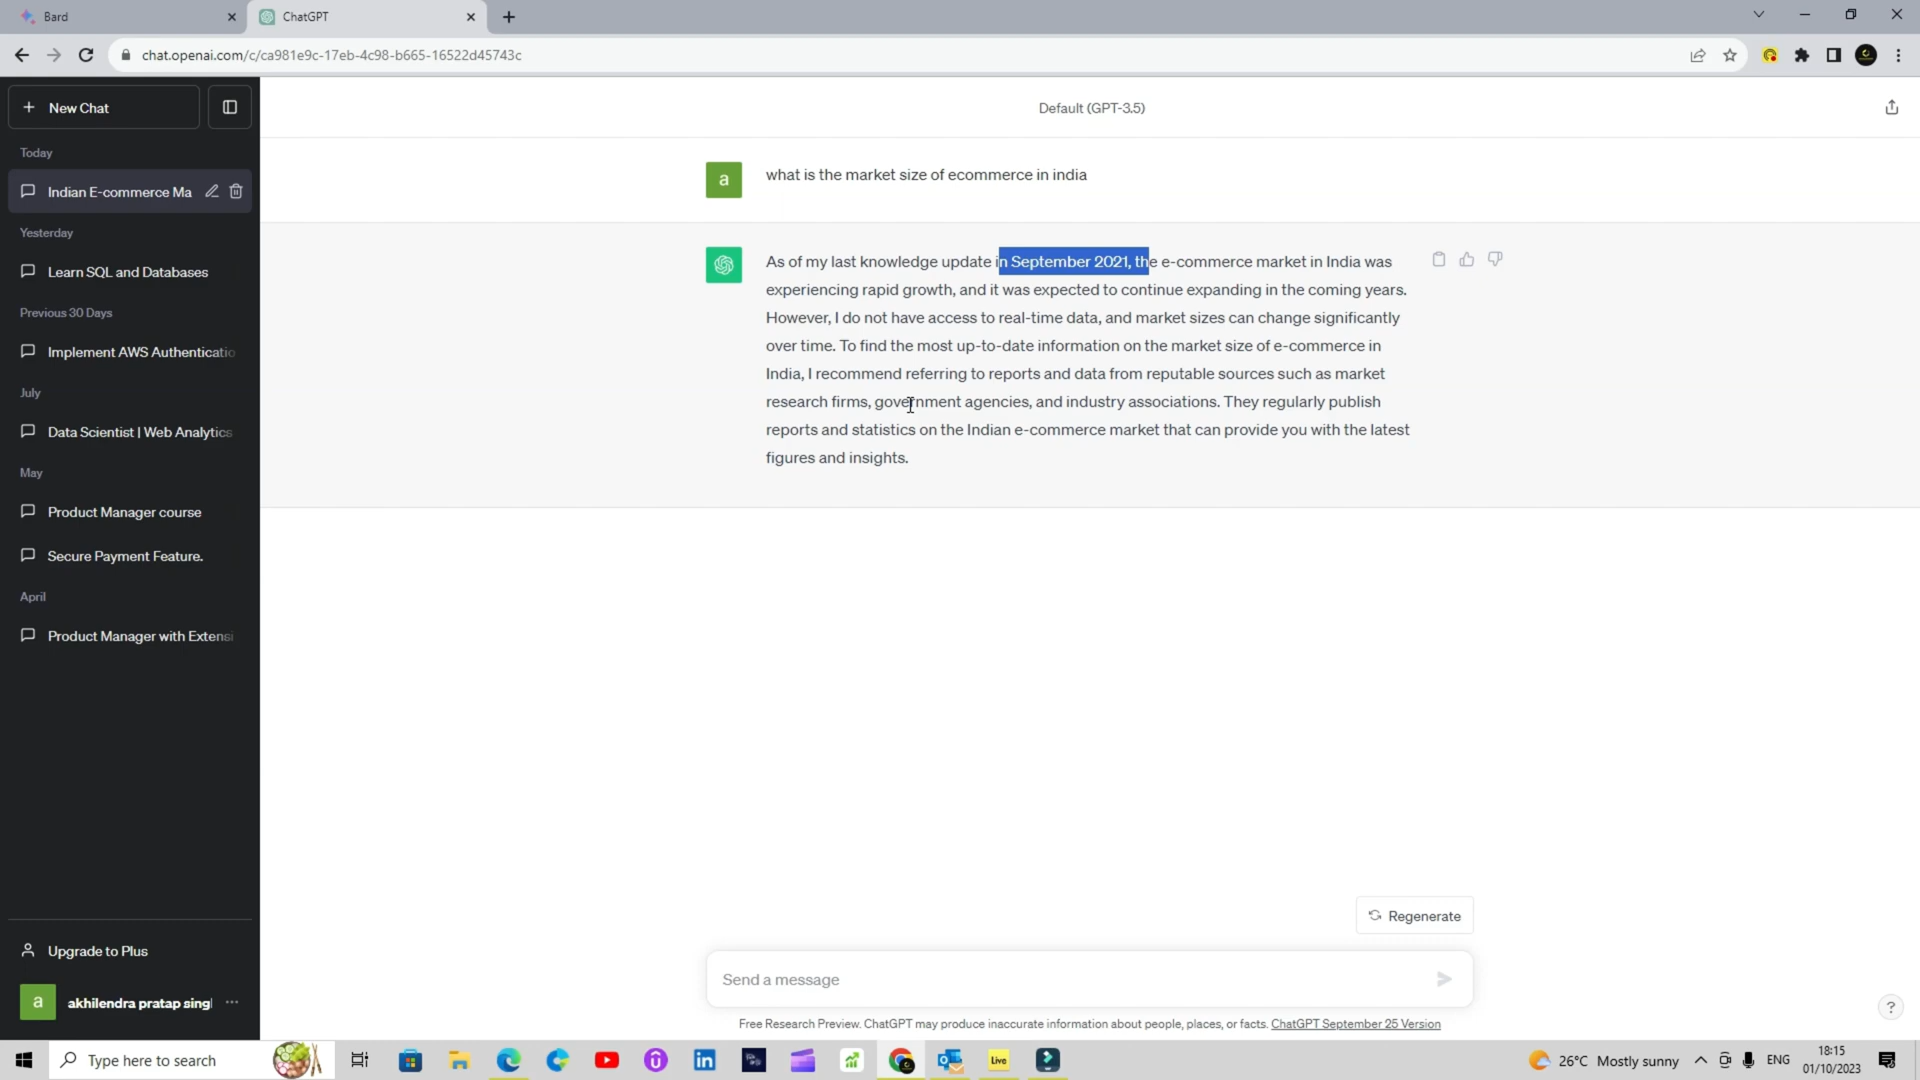 Bard
ChatGPT
chat.openai.com/c/ca981e9c-17eb-4c98-b665-16522d45743c
New Chat
Default (GPT-3.5)
Today
Indian E-commerce Ma
Yesterday
Learn SQL and Databases
Previous 30 Days
Implement AWS Authenticatio
July
Data Scientist | Web Analytics
May
Product Manager course
Secure Payment Feature.
April
Product Manager with Extensi
Upgrade to Plus
a
akhilendra pratap singl
a
what is the market size of ecommerce in india
As of my last knowledge update in September 2021, the e-commerce market in India was
experiencing rapid growth, and it was expected to continue expanding in the coming years.
However, I do not have access to real-time data, and market sizes can change significantly
over time. To find the most up-to-date information on the market size of e-commerce in
India, I recommend referring to reports and data from reputable sources such as market
research firms, government agencies, and industry associations. They regularly publish
reports and statistics on the Indian e-commerce market that can provide you with the latest
figures and insights.
Regenerate
Send a message
Free Research Preview. ChatGPT may produce inaccurate information about people, places, or facts. ChatGPT September 25 Version
?
Type here to search
Live
26°C Mostly sunny
ENG
18:15
01/10/2023